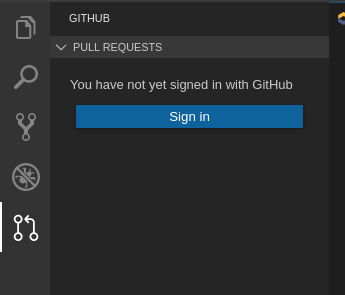 GITHUB
PULL REQUESTS
You have not yet signed in with GitHub
Sign in